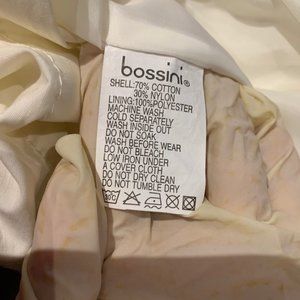 bossini®
SHELL:70% COTTON
30% NYLON
LINING:100%POLYESTER
MACHINE WASH
COLD SEPARATELY
WASH INSIDE OUT
DO NOT SOAK
WASH BEFORE WEAR
DO NOT BLEACH
LOW IRON UNDER
A COVER CLOTH
DO NOT DRY CLEAN
DO NOT TUMBLE DRY